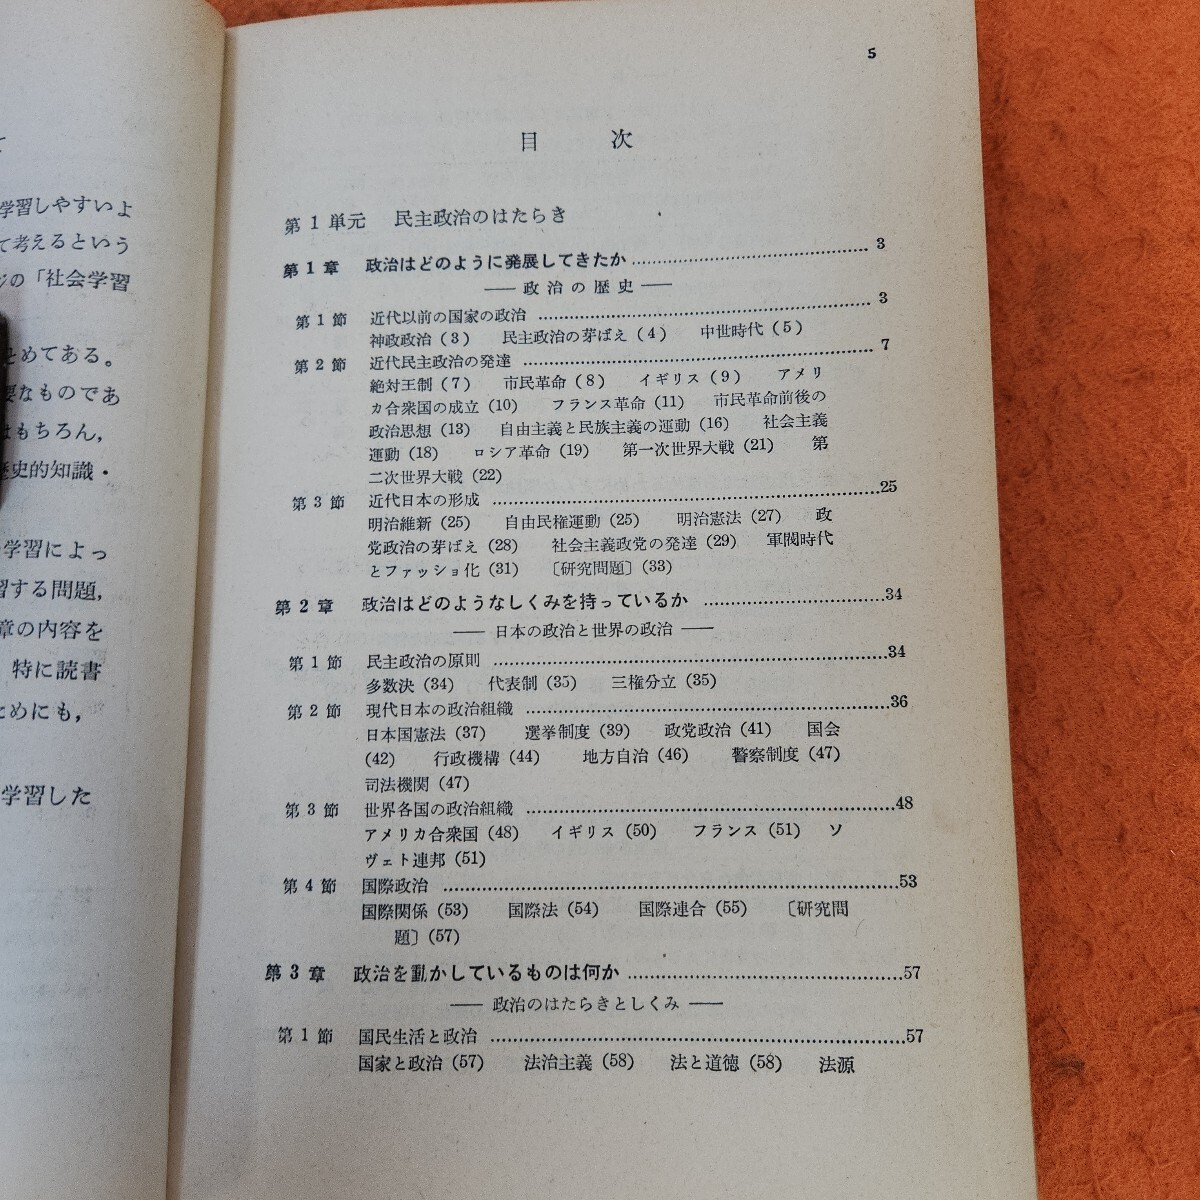 学習しやすいよ
て考えるという
ジの「社会学習
とめてある。
要なものであ
はもちろん,
歴史的知識・
学習によっ
習する問題,
章の内容を
特に読書
ためにも,
学習した
5
目 次
第1単元 民主政治のはたらき
第1章 政治はどのように発展してきたか……………………3
―― 政治の歴史 ――
第1節 近代以前の国家の政治……………………3
神政政治(3) 民主政治の芽ばえ(4) 中世時代(5)
第2節 近代民主政治の発達……………………7
絶対王制(7) 市民革命(8) イギリス(9) アメリ
カ合衆国の成立(10) フランス革命(11) 市民革命前後の
政治思想(13) 自由主義と民族主義の運動(16) 社会主義
運動(18) ロシア革命(19) 第一次世界大戦(21) 第
二次世界大戦(22)
第3節 近代日本の形成……………………25
明治維新(25) 自由民権運動(25) 明治憲法(27) 政
党政治の芽ばえ(28) 社会主義政党の発達(29) 軍閥時代
とファッショ化(31) 〔研究問題〕(33)
第2章 政治はどのようなしくみを持っているか……………………34
―― 日本の政治と世界の政治 ――
第1節 民主政治の原則……………………34
多数決(34) 代表制(35) 三権分立(35)
第2節 現代日本の政治組織……………………36
日本国憲法(37) 選挙制度(39) 政党政治(41) 国会
(42) 行政機構(44) 地方自治(46) 警察制度(47)
司法機関(47)
第3節 世界各国の政治組織……………………48
アメリカ合衆国(48) イギリス(50) フランス(51) ソ
ヴェト連邦(51)
第4節 国際政治……………………53
国際関係(53) 国際法(54) 国際連合(55) 〔研究問
題〕(57)
第3章 政治を動かしているものは何か……………………57
―― 政治のはたらきとしくみ ――
第1節 国民生活と政治……………………57
国家と政治(57) 法治主義(58) 法と道徳(58) 法源